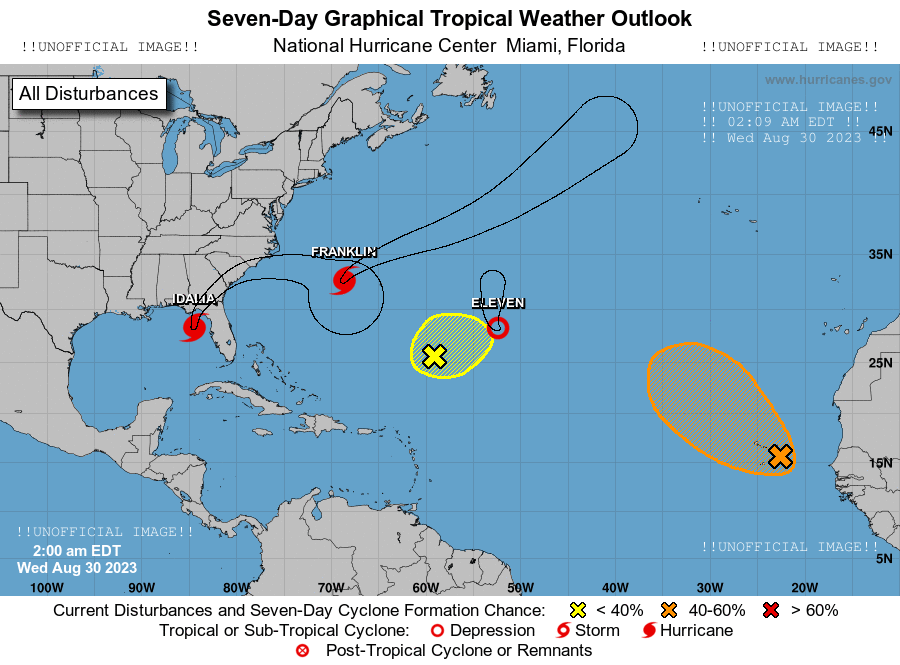 Seven-Day Graphical Tropical Weather Outlook
!!UNOFFICIAL IMAGE!! National Hurricane Center Miami, Florida !!UNOFFICIAL IMAGE!!
www.hurricanes.gov
All Disturbances
!!UNOFFICIAL IMAGE!!
!! 02:09 AM EDT !!
!! Wed Aug 30 2023 !!
45N
FRANKLIN
35N
IDALIA
ELEVEN
25N
15N
!!UNOFFICIAL IMAGE!!
2:00 am EDT
Wed Aug 30 2023
!!UNOFFICIAL IMAGE!!
5N
100W 90W 80W 70W 60W 50W 40W 30W 20W
Current Disturbances and Seven-Day Cyclone Formation Chance: < 40% 40-60% > 60%
Tropical or Sub-Tropical Cyclone: Depression Storm Hurricane
Post-Tropical Cyclone or Remnants